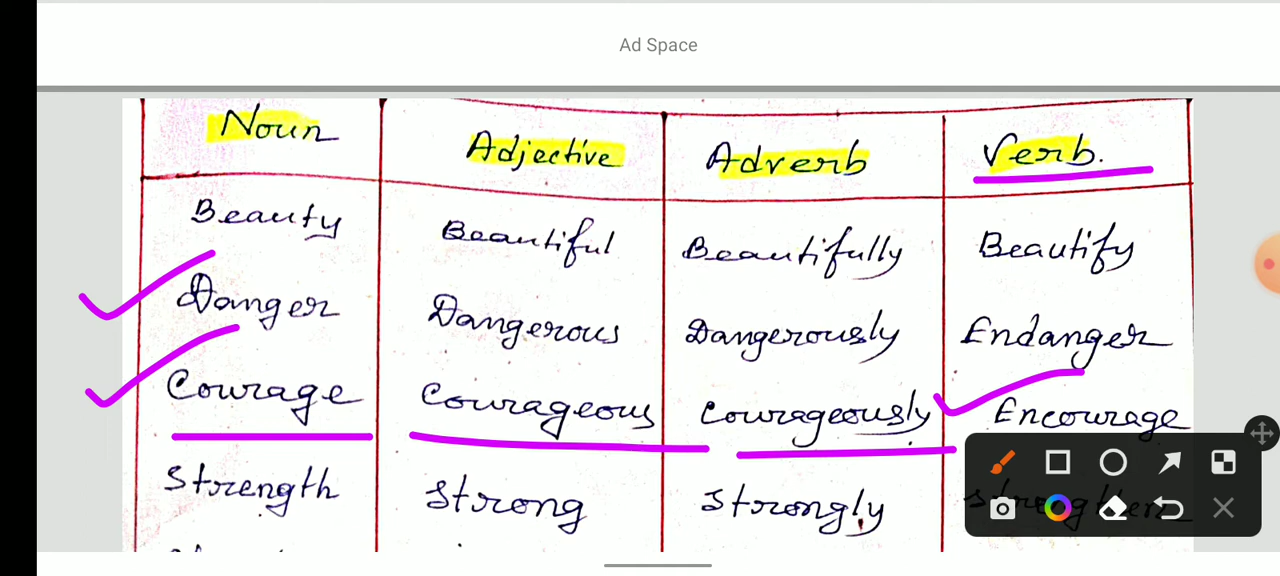 Ad Space
Noun Adjective Adverb Verb.
Beauty Beautiful Beautifully Beautify
Danger Dangerous Dangerously Endanger
Courage Courageous Courageously Encourage
Strength Strong Strongly